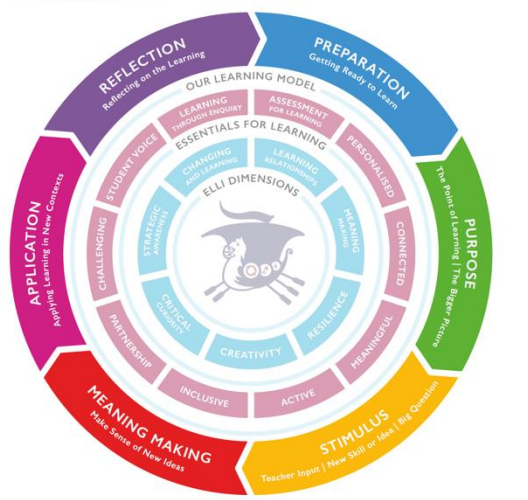 PREPARATION
Getting Ready to Learn
PURPOSE
The Point of Learning | The Bigger Picture
STIMULUS
Teacher Input | New Skill or Idea | Big Question
MEANING MAKING
Make Sense of New Ideas
APPLICATION
Applying Learning in New Contexts
REFLECTION
Reflecting on the Learning
OUR LEARNING MODEL
ASSESSMENT
FOR LEARNING
PERSONALISED
CONNECTED
MEANINGFUL
ACTIVE
INCLUSIVE
PARTNERSHIP
CHALLENGING
STUDENT VOICE
LEARNING
THROUGH ENQUIRY
ESSENTIALS FOR LEARNING
LEARNING
RELATIONSHIPS
MEANING
MAKING
RESILIENCE
CREATIVITY
CRITICAL
CURIOSITY
STRATEGIC
AWARENESS
CHANGING
AND LEARNING
ELLI DIMENSIONS